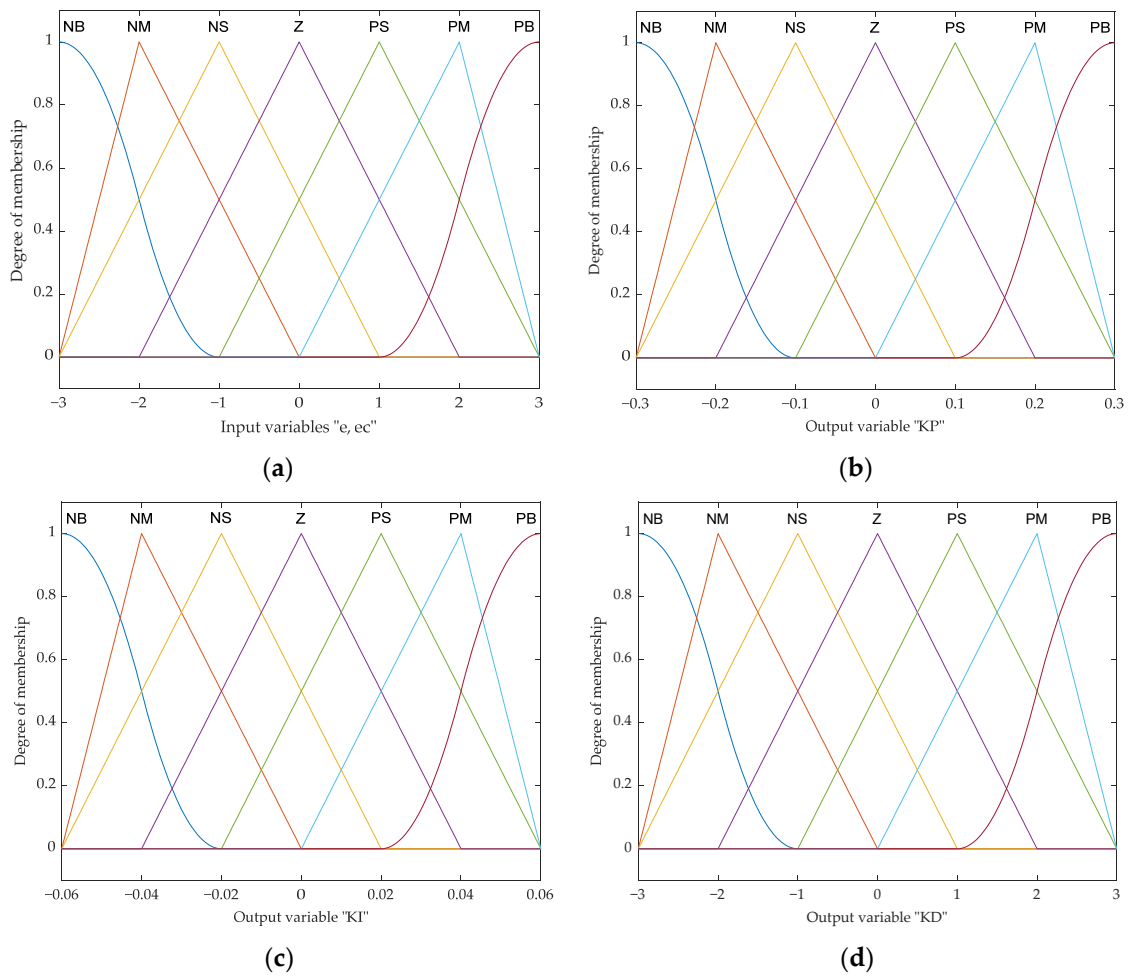 NB NM NS Z PS PM PB
1
0.8
0.6
0.4
0.2
0
Degree of membership
−3 −2 −1 0 1 2 3
Input variables "e, ec"
(a)
NB NM NS Z PS PM PB
1
0.8
0.6
0.4
0.2
0
Degree of membership
−0.3 −0.2 −0.1 0 0.1 0.2 0.3
Output variable "KP"
(b)
NB NM NS Z PS PM PB
1
0.8
0.6
0.4
0.2
0
Degree of membership
−0.06 −0.04 −0.02 0 0.02 0.04 0.06
Output variable "KI"
(c)
NB NM NS Z PS PM PB
1
0.8
0.6
0.4
0.2
0
Degree of membership
−3 −2 −1 0 1 2 3
Output variable "KD"
(d)